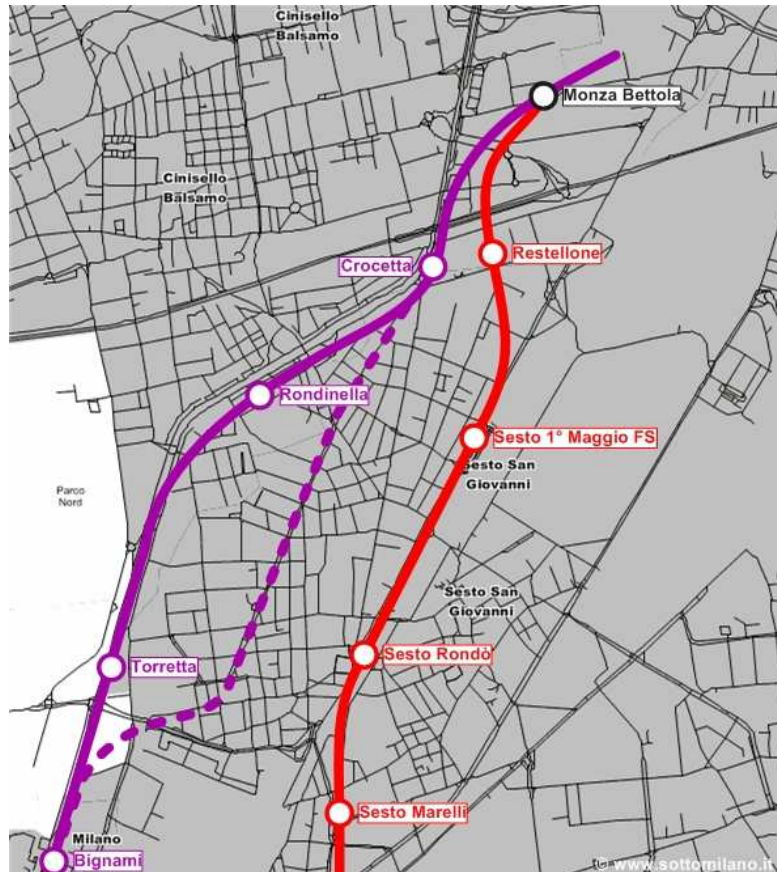 Cinisello
Balsamo
Monza Bettola
Cinisello
Balsamo
Restellone
Crocetta
Rondinella
Sesto 1° Maggio FS
Sesto San
Giovanni
Parco
Nord
Sesto San
Giovanni
Sesto Rondò
Torretta
Sesto Marelli
Milano
Bignami
© www.sottomilano.it